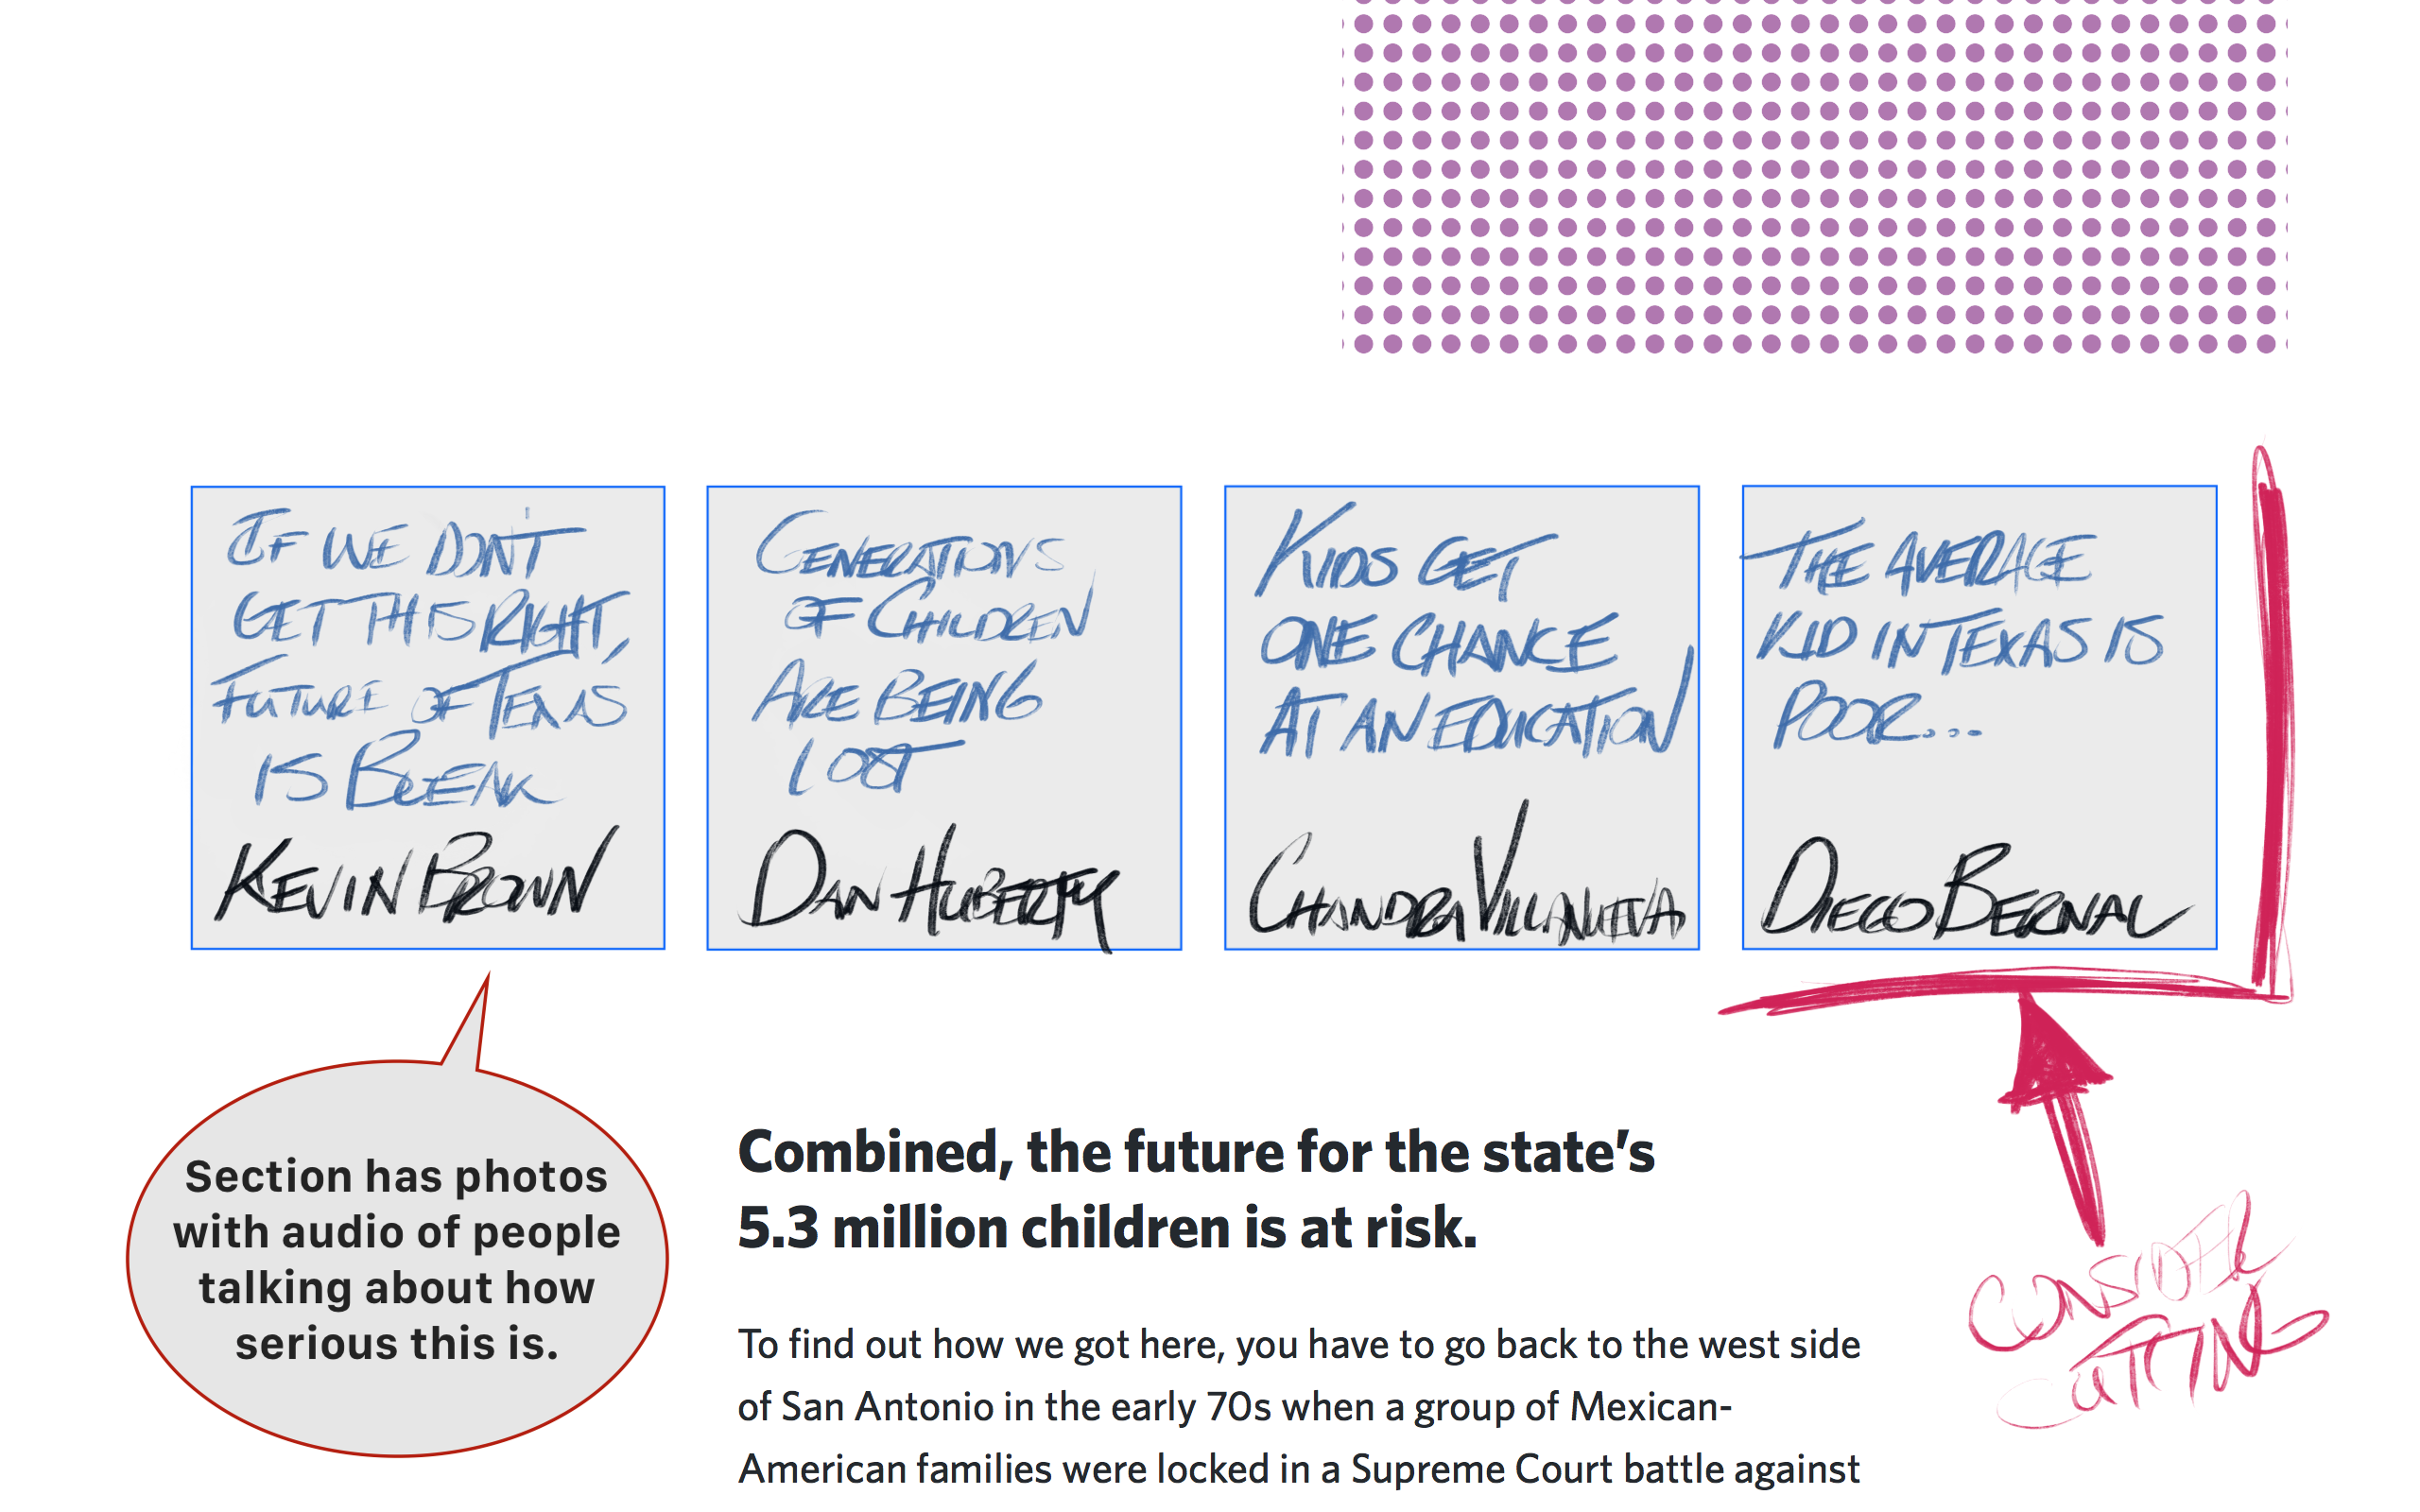 IF WE DON'T
GET THIS RIGHT,
FUTURE OF TEXAS
IS BLEAK
KEVIN BROWN
GENERATIONS
OF CHILDREN
ARE BEING
LOST
DAN HUBERTY
KIDS GET
ONE CHANCE
AT AN EDUCATION
CHANDRA VILLANUEVA
THE AVERAGE
KID IN TEXAS IS
POOR...
DIEGO BERNAL
Section has photos
with audio of people
talking about how
serious this is.
Combined, the future for the state’s
5.3 million children is at risk.
To find out how we got here, you have to go back to the west side
of San Antonio in the early 70s when a group of Mexican-
American families were locked in a Supreme Court battle against
CONSIDER
CUTTING